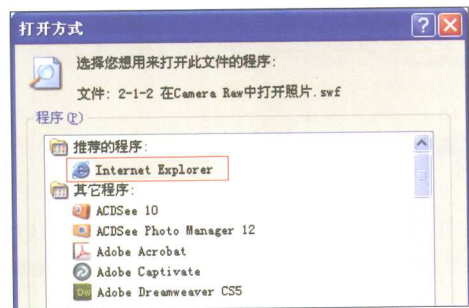 打开方式
选择您想用来打开此文件的程序:
文件: 2-1-2 在Camera Raw中打开照片.swf
程序(P)
推荐的程序:
Internet Explorer
其它程序:
ACDSee 10
ACDSee Photo Manager 12
Adobe Acrobat
Adobe Captivate
Dw Adobe Dreamweaver CS5